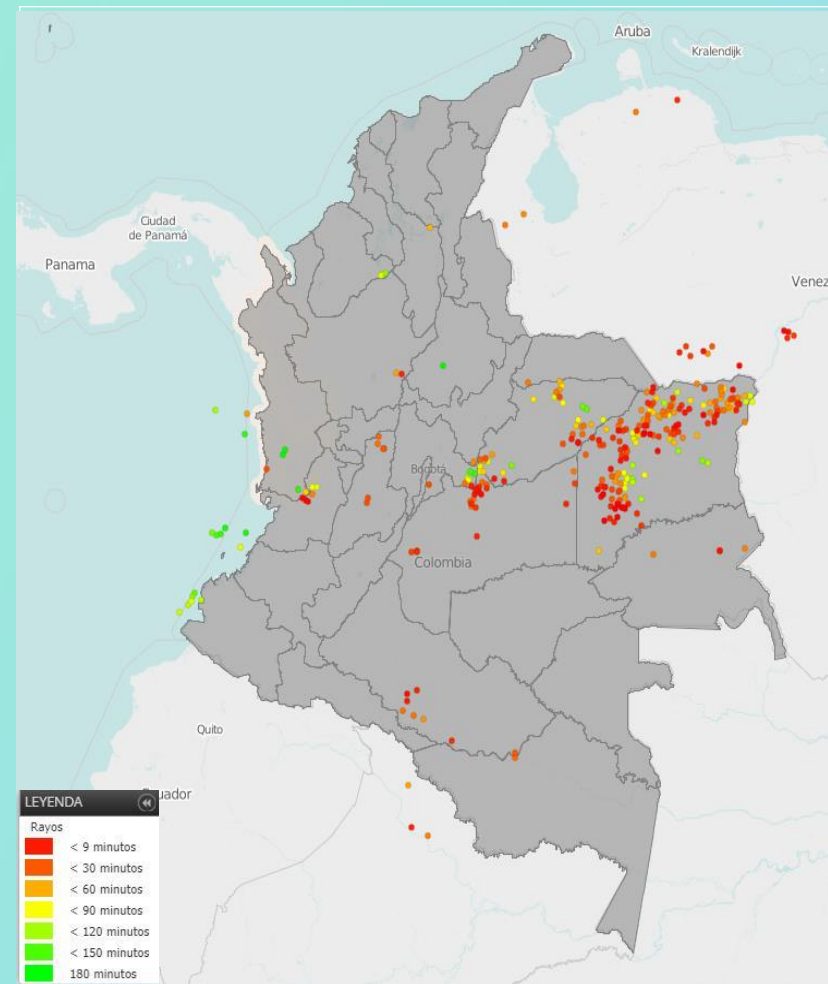 Aruba
Kralendijk
Ciudad
de Panamá
Panama
Venez
Bogotá
Colombia
Quito
uador
LEYENDA
Rayos
< 9 minutos
< 30 minutos
< 60 minutos
< 90 minutos
< 120 minutos
< 150 minutos
180 minutos